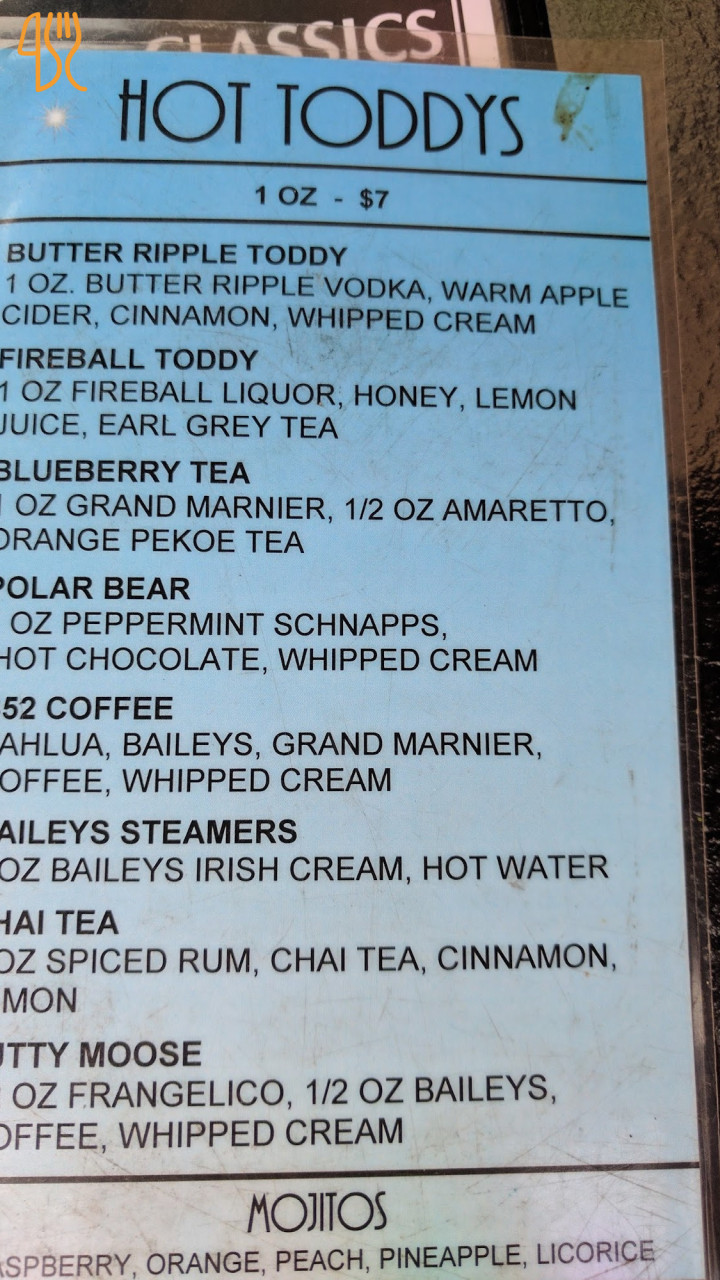 CLASSICS
HOT TODDYS
1 OZ - $7
BUTTER RIPPLE TODDY
1 OZ. BUTTER RIPPLE VODKA, WARM APPLE
CIDER, CINNAMON, WHIPPED CREAM
FIREBALL TODDY
1 OZ FIREBALL LIQUOR, HONEY, LEMON
JUICE, EARL GREY TEA
BLUEBERRY TEA
OZ GRAND MARNIER, 1/2 OZ AMARETTO,
ORANGE PEKOE TEA
POLAR BEAR
OZ PEPPERMINT SCHNAPPS,
HOT CHOCOLATE, WHIPPED CREAM
52 COFFEE
AHLUA, BAILEYS, GRAND MARNIER,
OFFEE, WHIPPED CREAM
AILEYS STEAMERS
OZ BAILEYS IRISH CREAM, HOT WATER
HAI TEA
OZ SPICED RUM, CHAI TEA, CINNAMON,
MON
UTTY MOOSE
OZ FRANGELICO, 1/2 OZ BAILEYS,
OFFEE, WHIPPED CREAM
MOJITOS
ASPBERRY, ORANGE, PEACH, PINEAPPLE, LICORICE